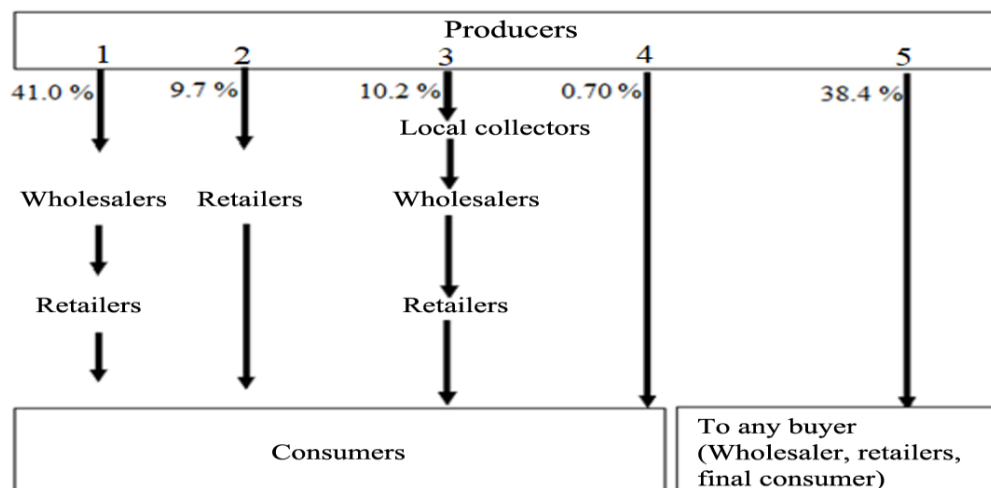 Producers
1 2 3 4 5
41.0 % 9.7 % 10.2 % 0.70 % 38.4 %
Local collectors
Wholesalers Retailers Wholesalers
Retailers Retailers
Consumers
To any buyer
(Wholesaler, retailers,
final consumer)